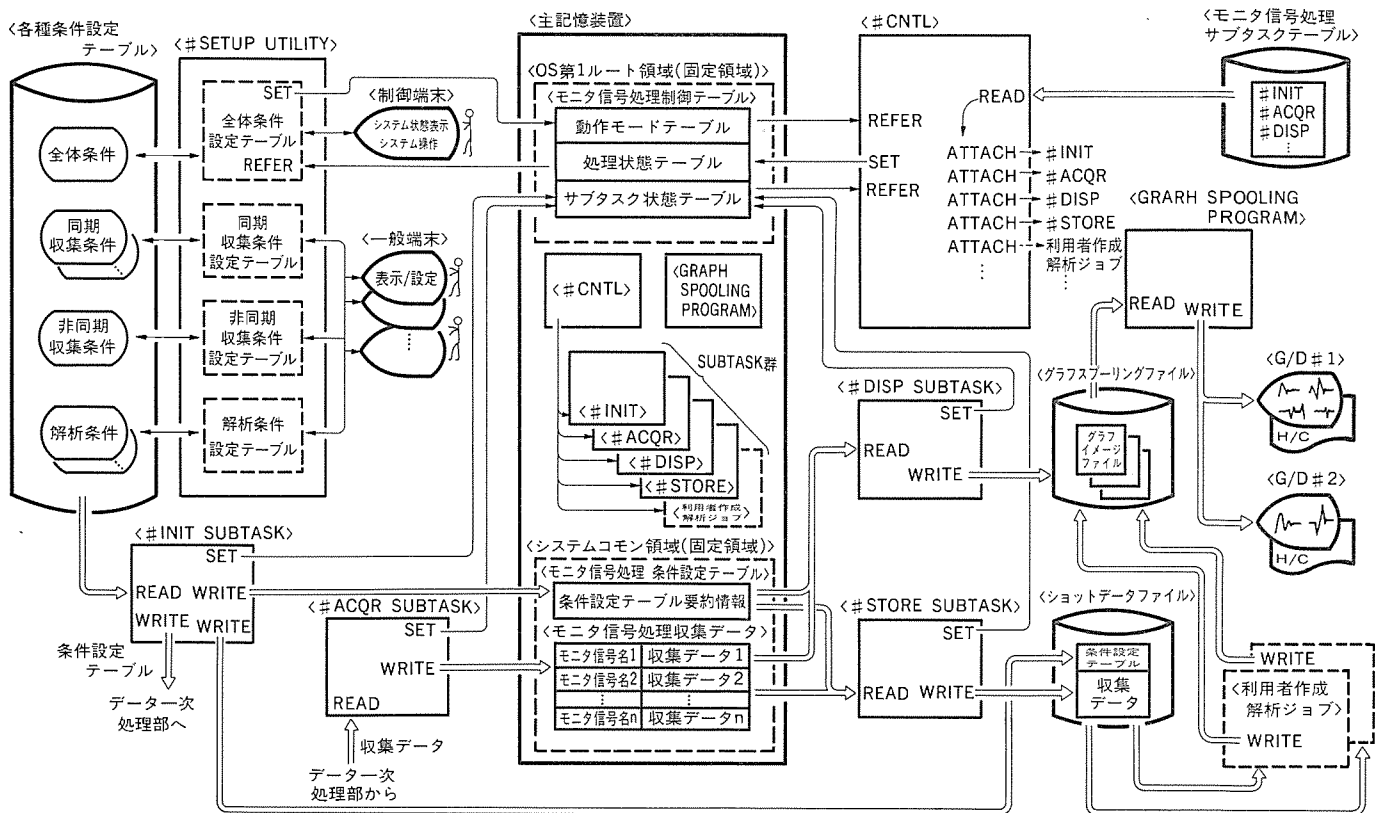 〈各種条件設定
テーブル〉
全体条件
同期
収集条件
非同期
収集条件
解析条件
〈#SETUP UTILITY〉
SET
全体条件
設定テーブル
REFER
同期
収集条件
設定テーブル
非同期
収集条件
設定テーブル
解析条件
設定テーブル
〈制御端末〉
システム状態表示
システム操作
〈一般端末〉
表示/設定
〈主記憶装置〉
〈OS第1ルート領域(固定領域)〉
〈モニタ信号処理制御テーブル〉
動作モードテーブル
処理状態テーブル
サブタスク状態テーブル
〈#CNTL〉
〈GRAPH
SPOOLING
PROGRAM〉
SUBTASK群
〈#INIT〉
〈#ACQR〉
〈#DISP〉
〈#STORE〉
〈利用者作成
解析ジョブ〉
〈システムコモン領域(固定領域)〉
〈モニタ信号処理 条件設定テーブル〉
条件設定テーブル要約情報
〈モニタ信号処理収集データ〉
モニタ信号名1 収集データ1
モニタ信号名2 収集データ2
⋮ ⋮
モニタ信号名n 収集データn
〈#CNTL〉
READ
REFER
SET
REFER
ATTACH #INIT
ATTACH #ACQR
ATTACH #DISP
ATTACH #STORE
ATTACH 利用者作成
解析ジョブ
⋮
〈モニタ信号処理
サブタスクテーブル〉
#INIT
#ACQR
#DISP
⋮
〈GRARH SPOOLING
PROGRAM〉
READ WRITE
〈G/D#1〉
H/C
〈G/D#2〉
H/C
〈グラフスプーリングファイル〉
グラフ
イメージ
ファイル
〈#DISP SUBTASK〉
SET
READ
WRITE
〈#STORE SUBTASK〉
SET
READ WRITE
〈ショットデータファイル〉
条件設定
テーブル
収集
データ
WRITE
〈利用者作成
解析ジョブ〉
WRITE
〈#INIT SUBTASK〉
SET
READ WRITE
WRITE WRITE
条件設定
テーブル
データ一次
処理部へ
〈#ACQR SUBTASK〉
SET
WRITE
READ
収集データ
データ一次
処理部から